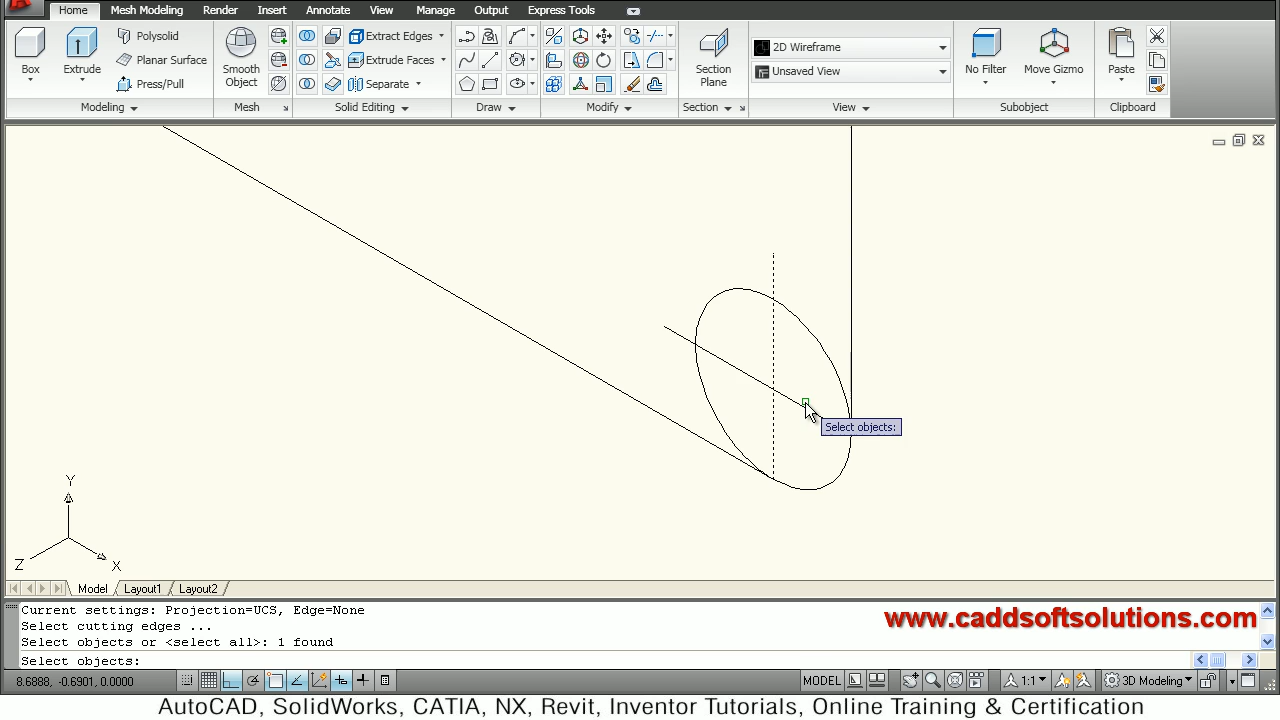 Home Mesh Modeling Render Insert Annotate View Manage Output Express Tools
Box
Extrude
Polysolid
Planar Surface
Press/Pull
Smooth
Object
Extract Edges
Extrude Faces
Separate
Section
Plane
2D Wireframe
Unsaved View
No Filter
Move Gizmo
Paste
Modeling Mesh Solid Editing Draw Modify Section View Subobject Clipboard
Select objects:
Y
Z
X
Model Layout1 Layout2
Current settings: Projection=UCS, Edge=None
Select cutting edges ...
Select objects or <select all>: 1 found
Select objects:
www.caddsoftsolutions.com
8.6888, -0.6901, 0.0000
MODEL
1:1
3D Modeling
AutoCAD, SolidWorks, CATIA, NX, Revit, Inventor Tutorials, Online Training & Certification